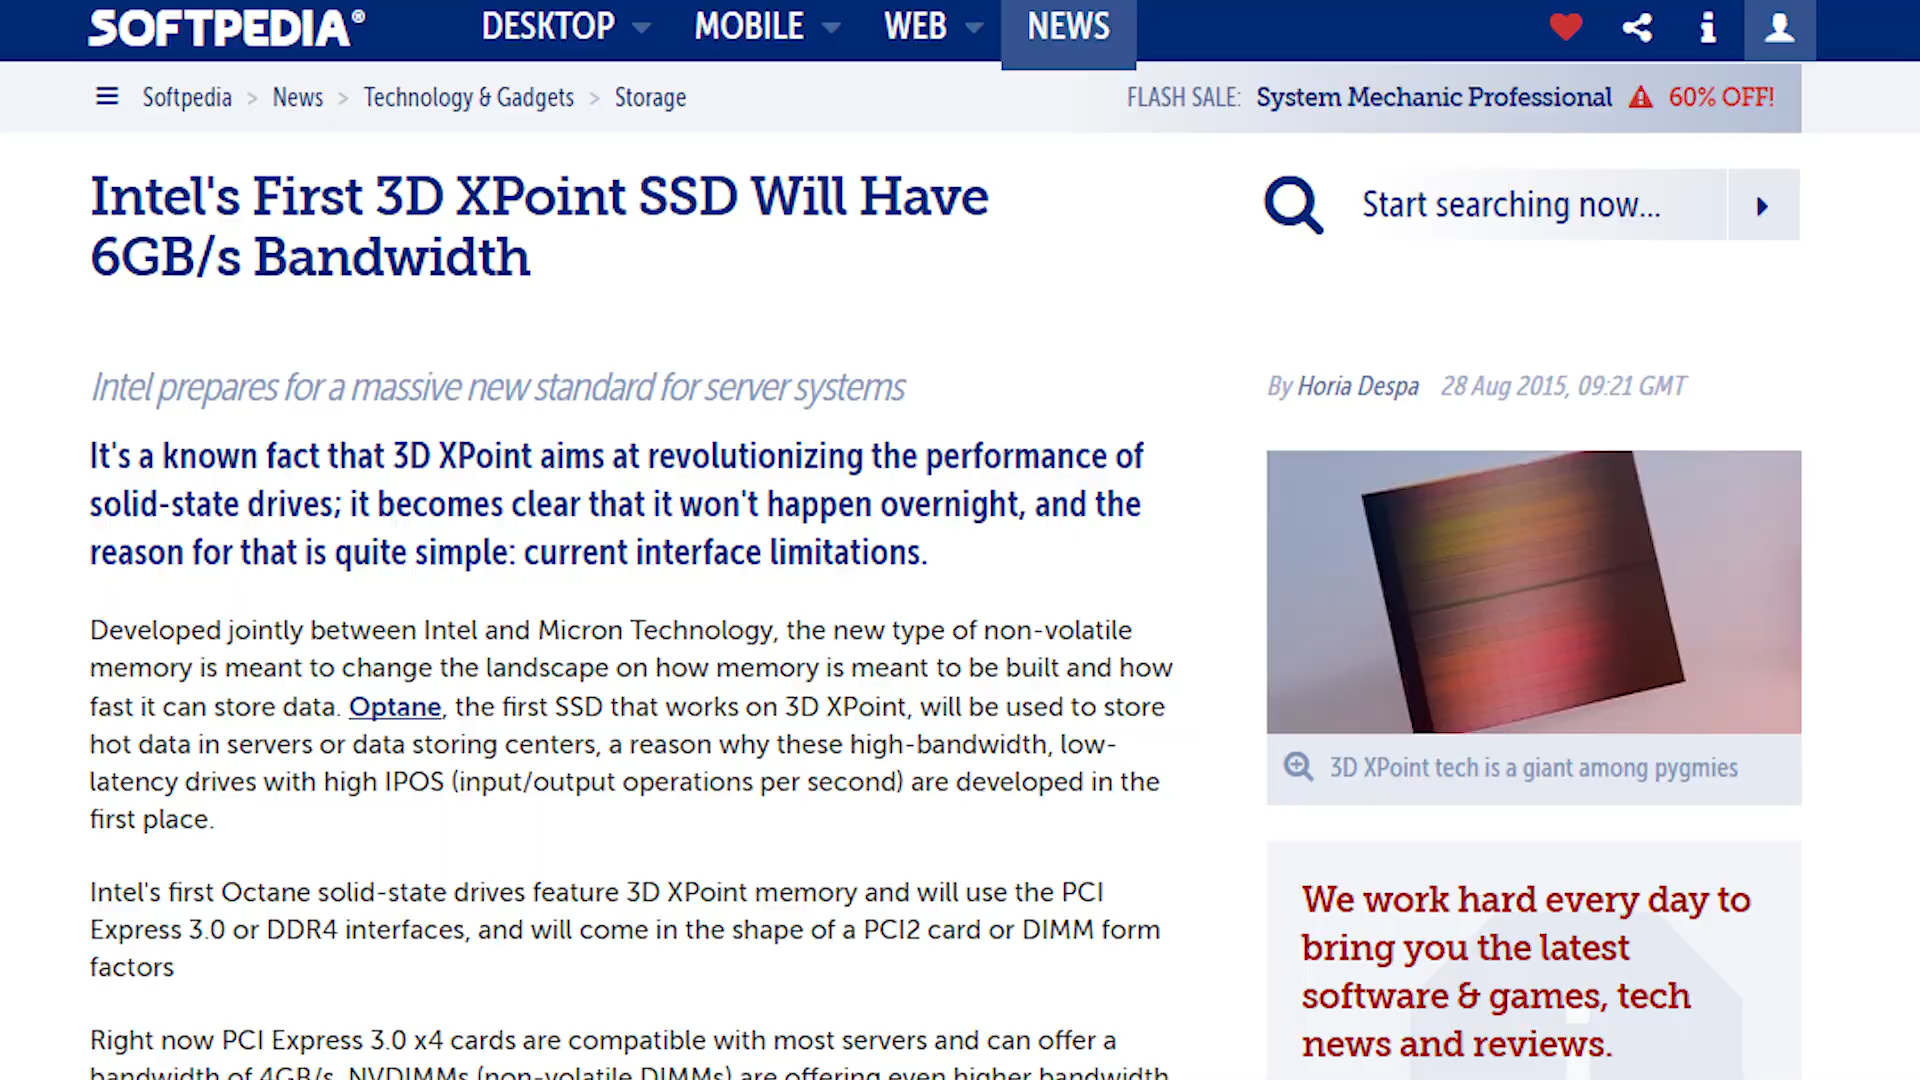 SOFTPEDIA®
DESKTOP
MOBILE
WEB
NEWS
Softpedia > News > Technology & Gadgets > Storage
FLASH SALE: System Mechanic Professional 60% OFF!
Intel's First 3D XPoint SSD Will Have
6GB/s Bandwidth
Start searching now...
Intel prepares for a massive new standard for server systems
By Horia Despa 28 Aug 2015, 09:21 GMT
It's a known fact that 3D XPoint aims at revolutionizing the performance of
solid-state drives; it becomes clear that it won't happen overnight, and the
reason for that is quite simple: current interface limitations.
Developed jointly between Intel and Micron Technology, the new type of non-volatile
memory is meant to change the landscape on how memory is meant to be built and how
fast it can store data. Optane, the first SSD that works on 3D XPoint, will be used to store
hot data in servers or data storing centers, a reason why these high-bandwidth, low-
latency drives with high IPOS (input/output operations per second) are developed in the
first place.
Intel's first Octane solid-state drives feature 3D XPoint memory and will use the PCI
Express 3.0 or DDR4 interfaces, and will come in the shape of a PCI2 card or DIMM form
factors
Right now PCI Express 3.0 x4 cards are compatible with most servers and can offer a
bandwidth of 4GB/s. NVDIMMs (non-volatile DIMMs) are offering even higher bandwidth
3D XPoint tech is a giant among pygmies
We work hard every day to
bring you the latest
software & games, tech
news and reviews.